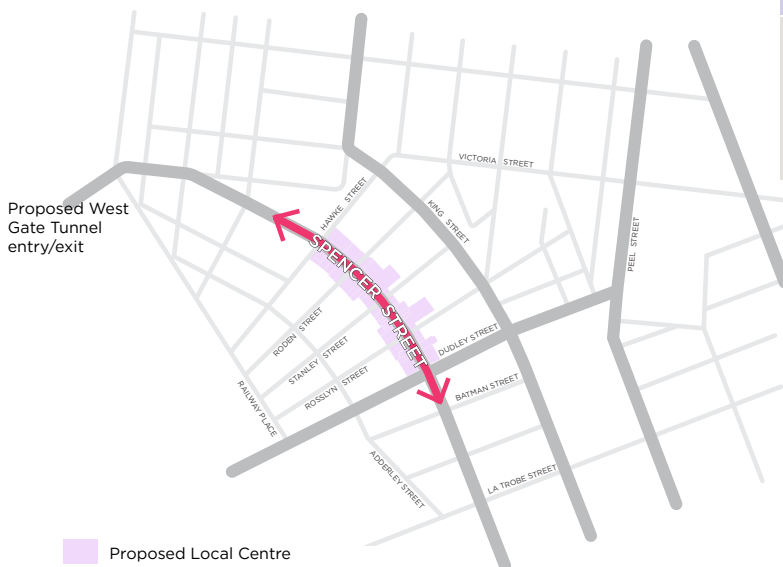 VICTORIA STREET
HAWKE STREET
KING STREET
Proposed West
Gate Tunnel
entry/exit
PEEL STREET
SPENCER STREET
RODEN STREET
STANLEY STREET
DUDLEY STREET
ROSSLYN STREET
RAILWAY PLACE
BATMAN STREET
ADDERLEY STREET
LA TROBE STREET
Proposed Local Centre